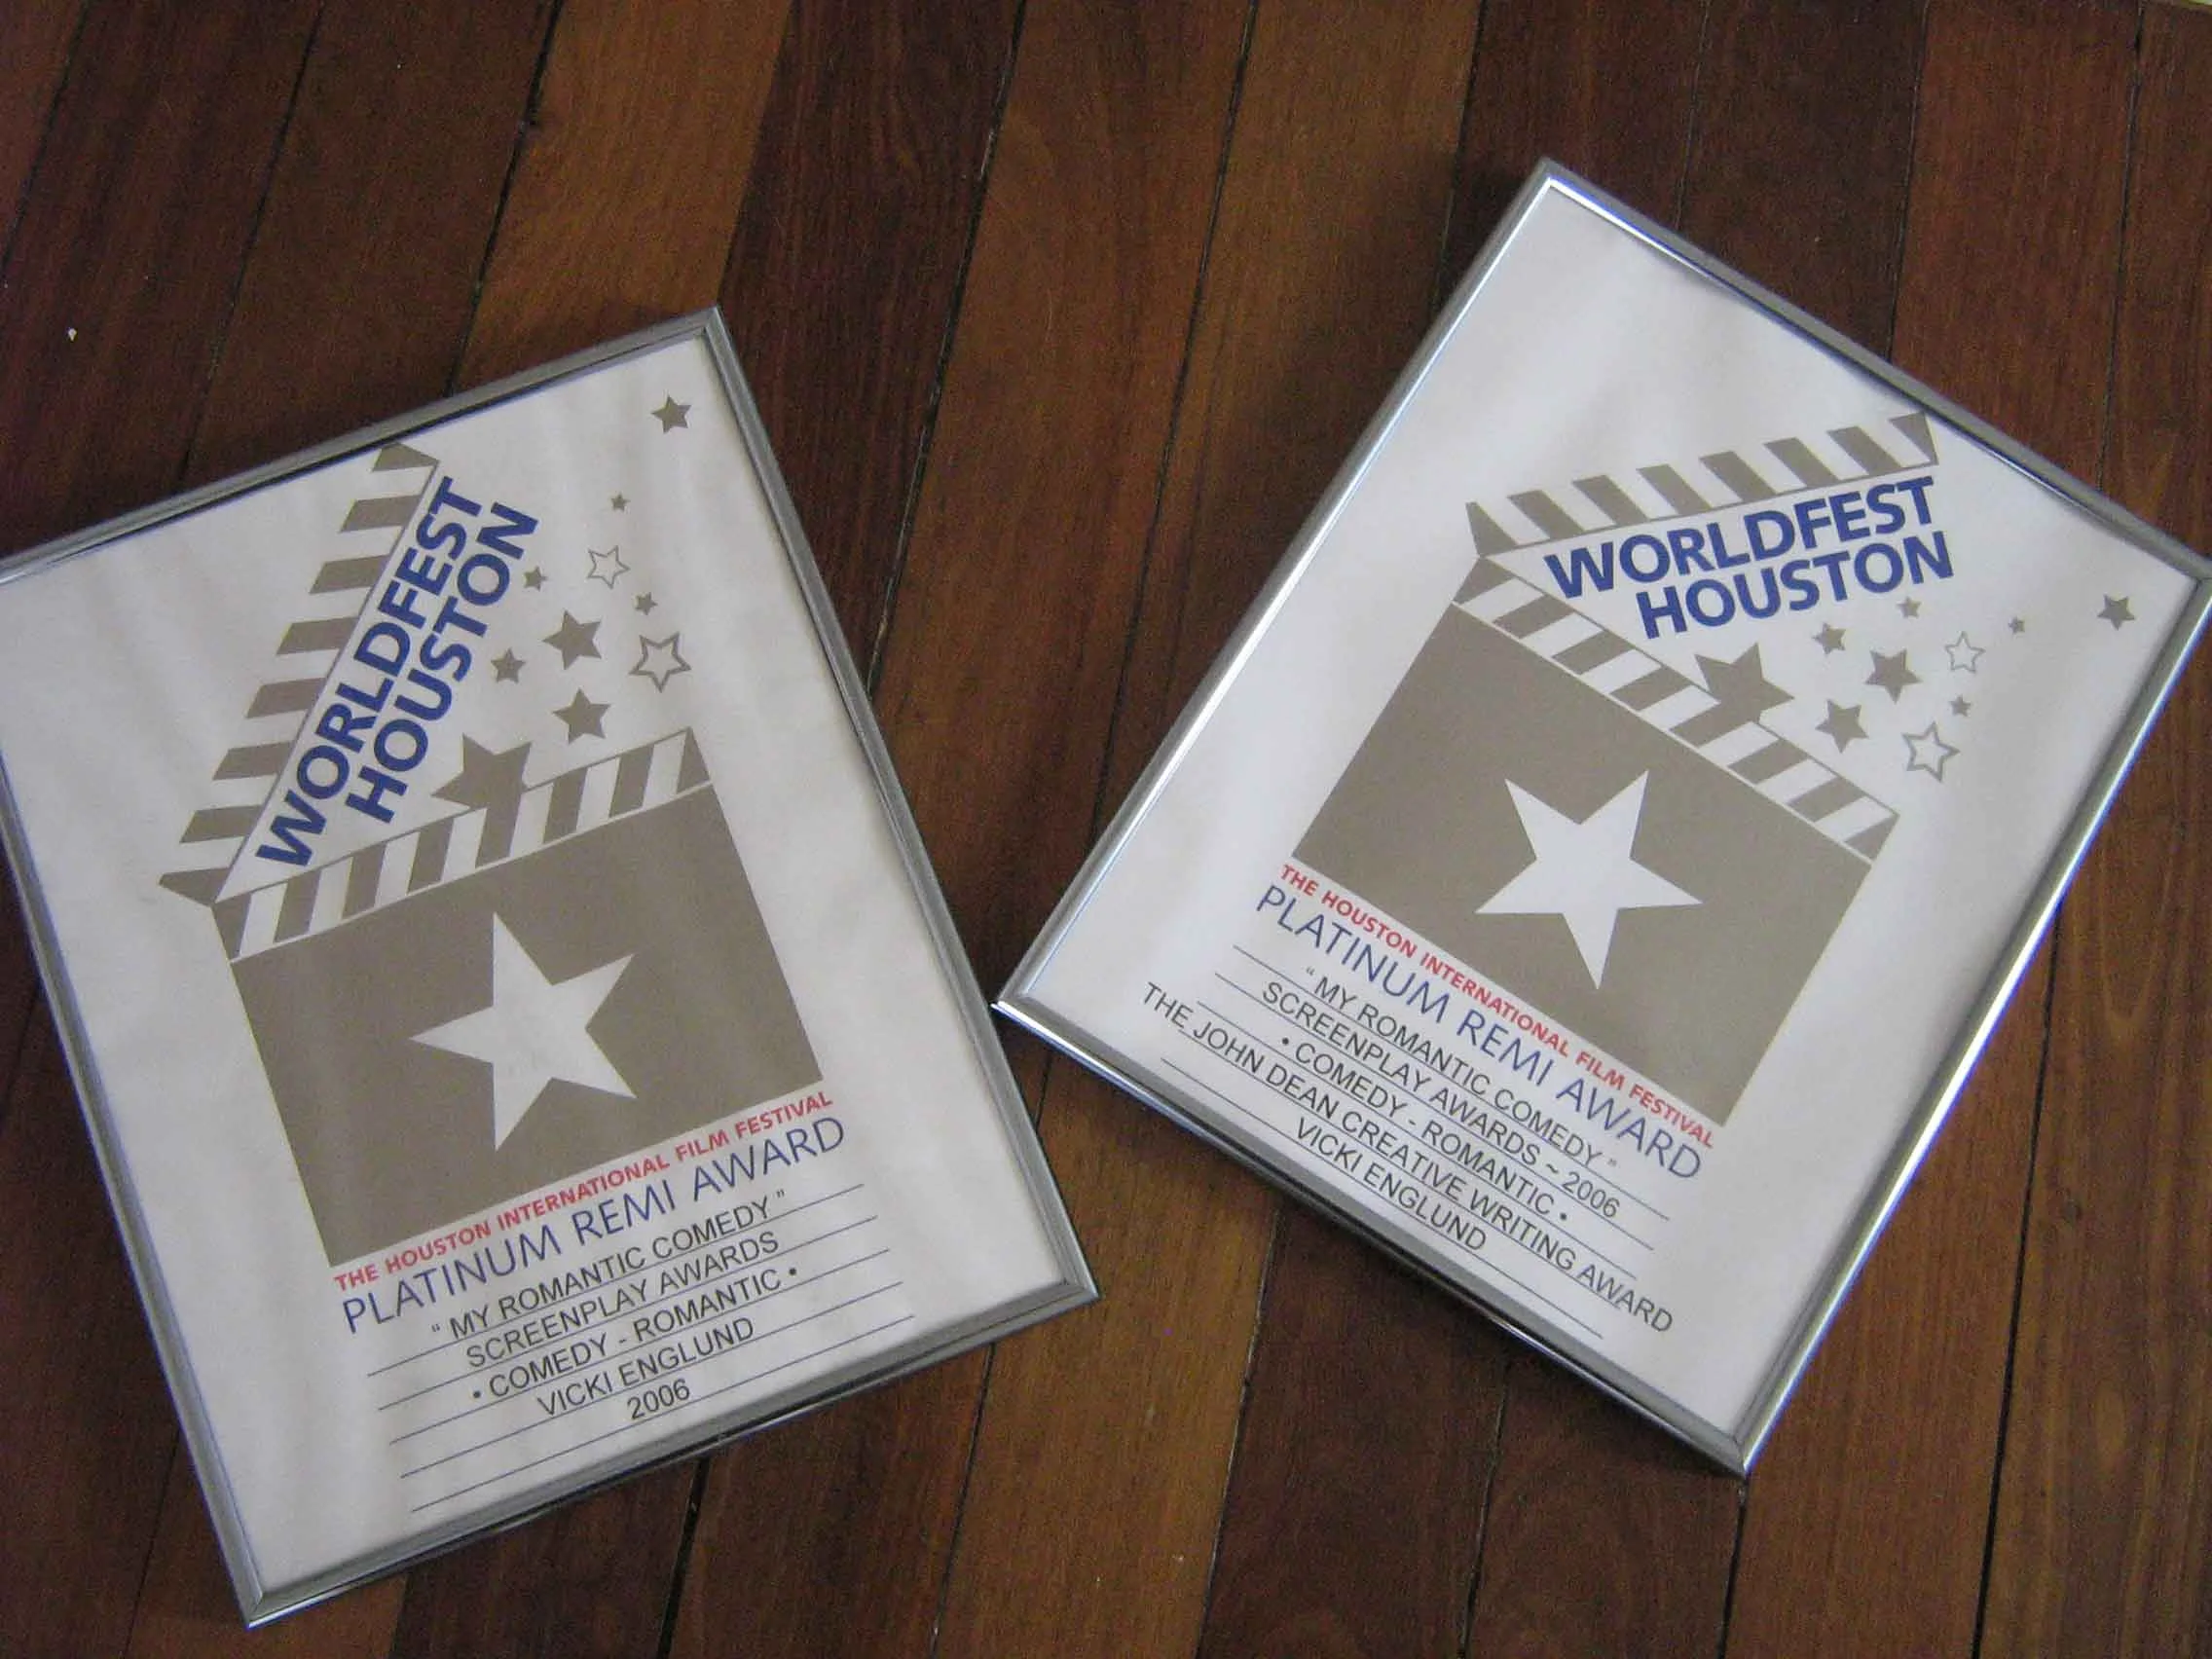 WORLDFEST
HOUSTON
THE HOUSTON INTERNATIONAL FILM FESTIVAL
PLATINUM REMI AWARD
" MY ROMANTIC COMEDY "
SCREENPLAY AWARDS
• COMEDY - ROMANTIC •
VICKI ENGLUND
2006
WORLDFEST
HOUSTON
THE HOUSTON INTERNATIONAL FILM FESTIVAL
PLATINUM REMI AWARD
" MY ROMANTIC COMEDY "
SCREENPLAY AWARDS ~ 2006
• COMEDY - ROMANTIC •
THE JOHN DEAN CREATIVE WRITING AWARD
VICKI ENGLUND